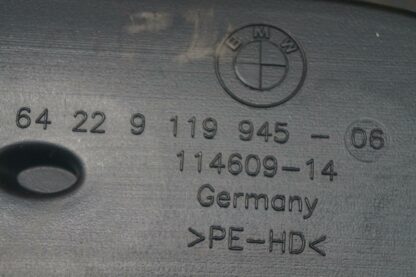 BMW
64 22 9 119 945 - 06
114609-14
Germany
>PE-HD<